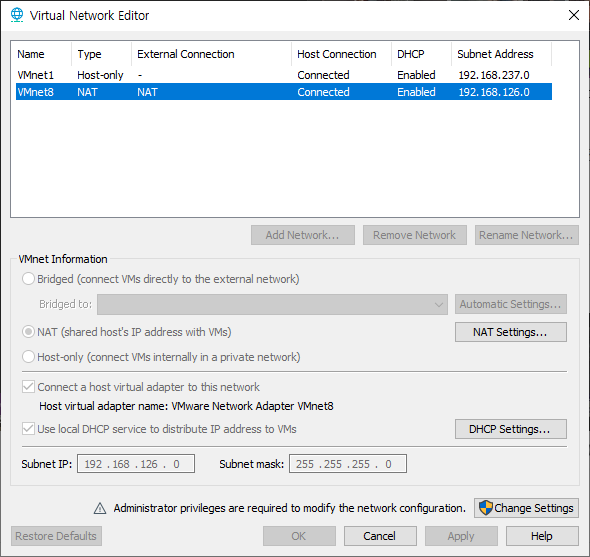 Virtual Network Editor
Name Type External Connection Host Connection DHCP Subnet Address
VMnet1 Host-only - Connected Enabled 192.168.237.0
VMnet8 NAT NAT Connected Enabled 192.168.126.0
Add Network... Remove Network Rename Network...
VMnet Information
Bridged (connect VMs directly to the external network)
Bridged to: Automatic Settings...
NAT (shared host's IP address with VMs) NAT Settings...
Host-only (connect VMs internally in a private network)
Connect a host virtual adapter to this network
Host virtual adapter name: VMware Network Adapter VMnet8
Use local DHCP service to distribute IP address to VMs DHCP Settings...
Subnet IP: 192 . 168 . 126 . 0 Subnet mask: 255 . 255 . 255 . 0
Administrator privileges are required to modify the network configuration. Change Settings
Restore Defaults OK Cancel Apply Help